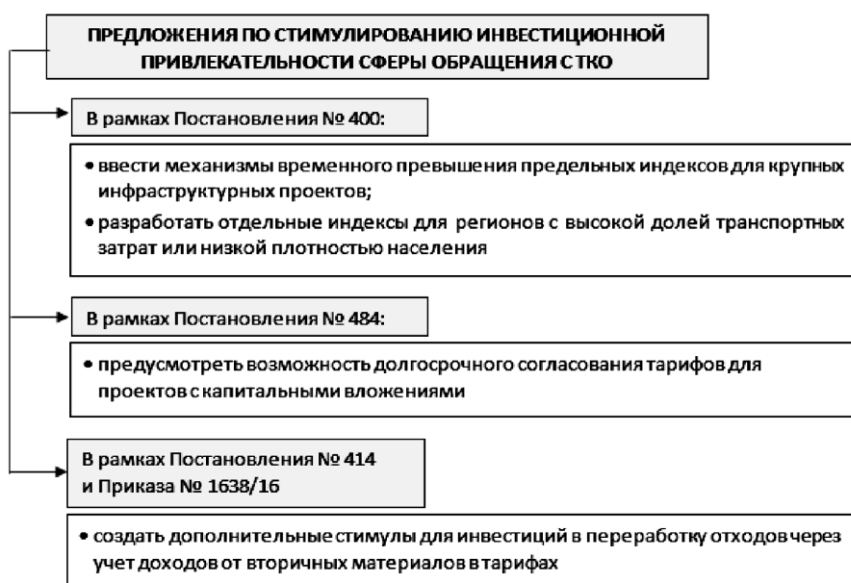 ПРЕДЛОЖЕНИЯ ПО СТИМУЛИРОВАНИЮ ИНВЕСТИЦИОННОЙ
ПРИВЛЕКАТЕЛЬНОСТИ СФЕРЫ ОБРАЩЕНИЯ С ТКО
В рамках Постановления № 400:
• ввести механизмы временного превышения предельных индексов для крупных
инфраструктурных проектов;
• разработать отдельные индексы для регионов с высокой долей транспортных
затрат или низкой плотностью населения
В рамках Постановления № 484:
• предусмотреть возможность долгосрочного согласования тарифов для
проектов с капитальными вложениями
В рамках Постановления № 414
и Приказа № 1638/16
• создать дополнительные стимулы для инвестиций в переработку отходов через
учет доходов от вторичных материалов в тарифах